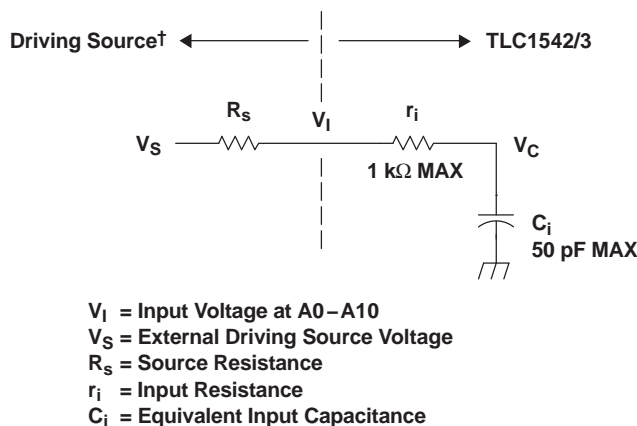 Driving Source†
TLC1542/3
Rs
VI
ri
VS
VC
1 kΩ MAX
Ci
50 pF MAX
VI = Input Voltage at A0–A10
VS = External Driving Source Voltage
Rs = Source Resistance
ri = Input Resistance
Ci = Equivalent Input Capacitance